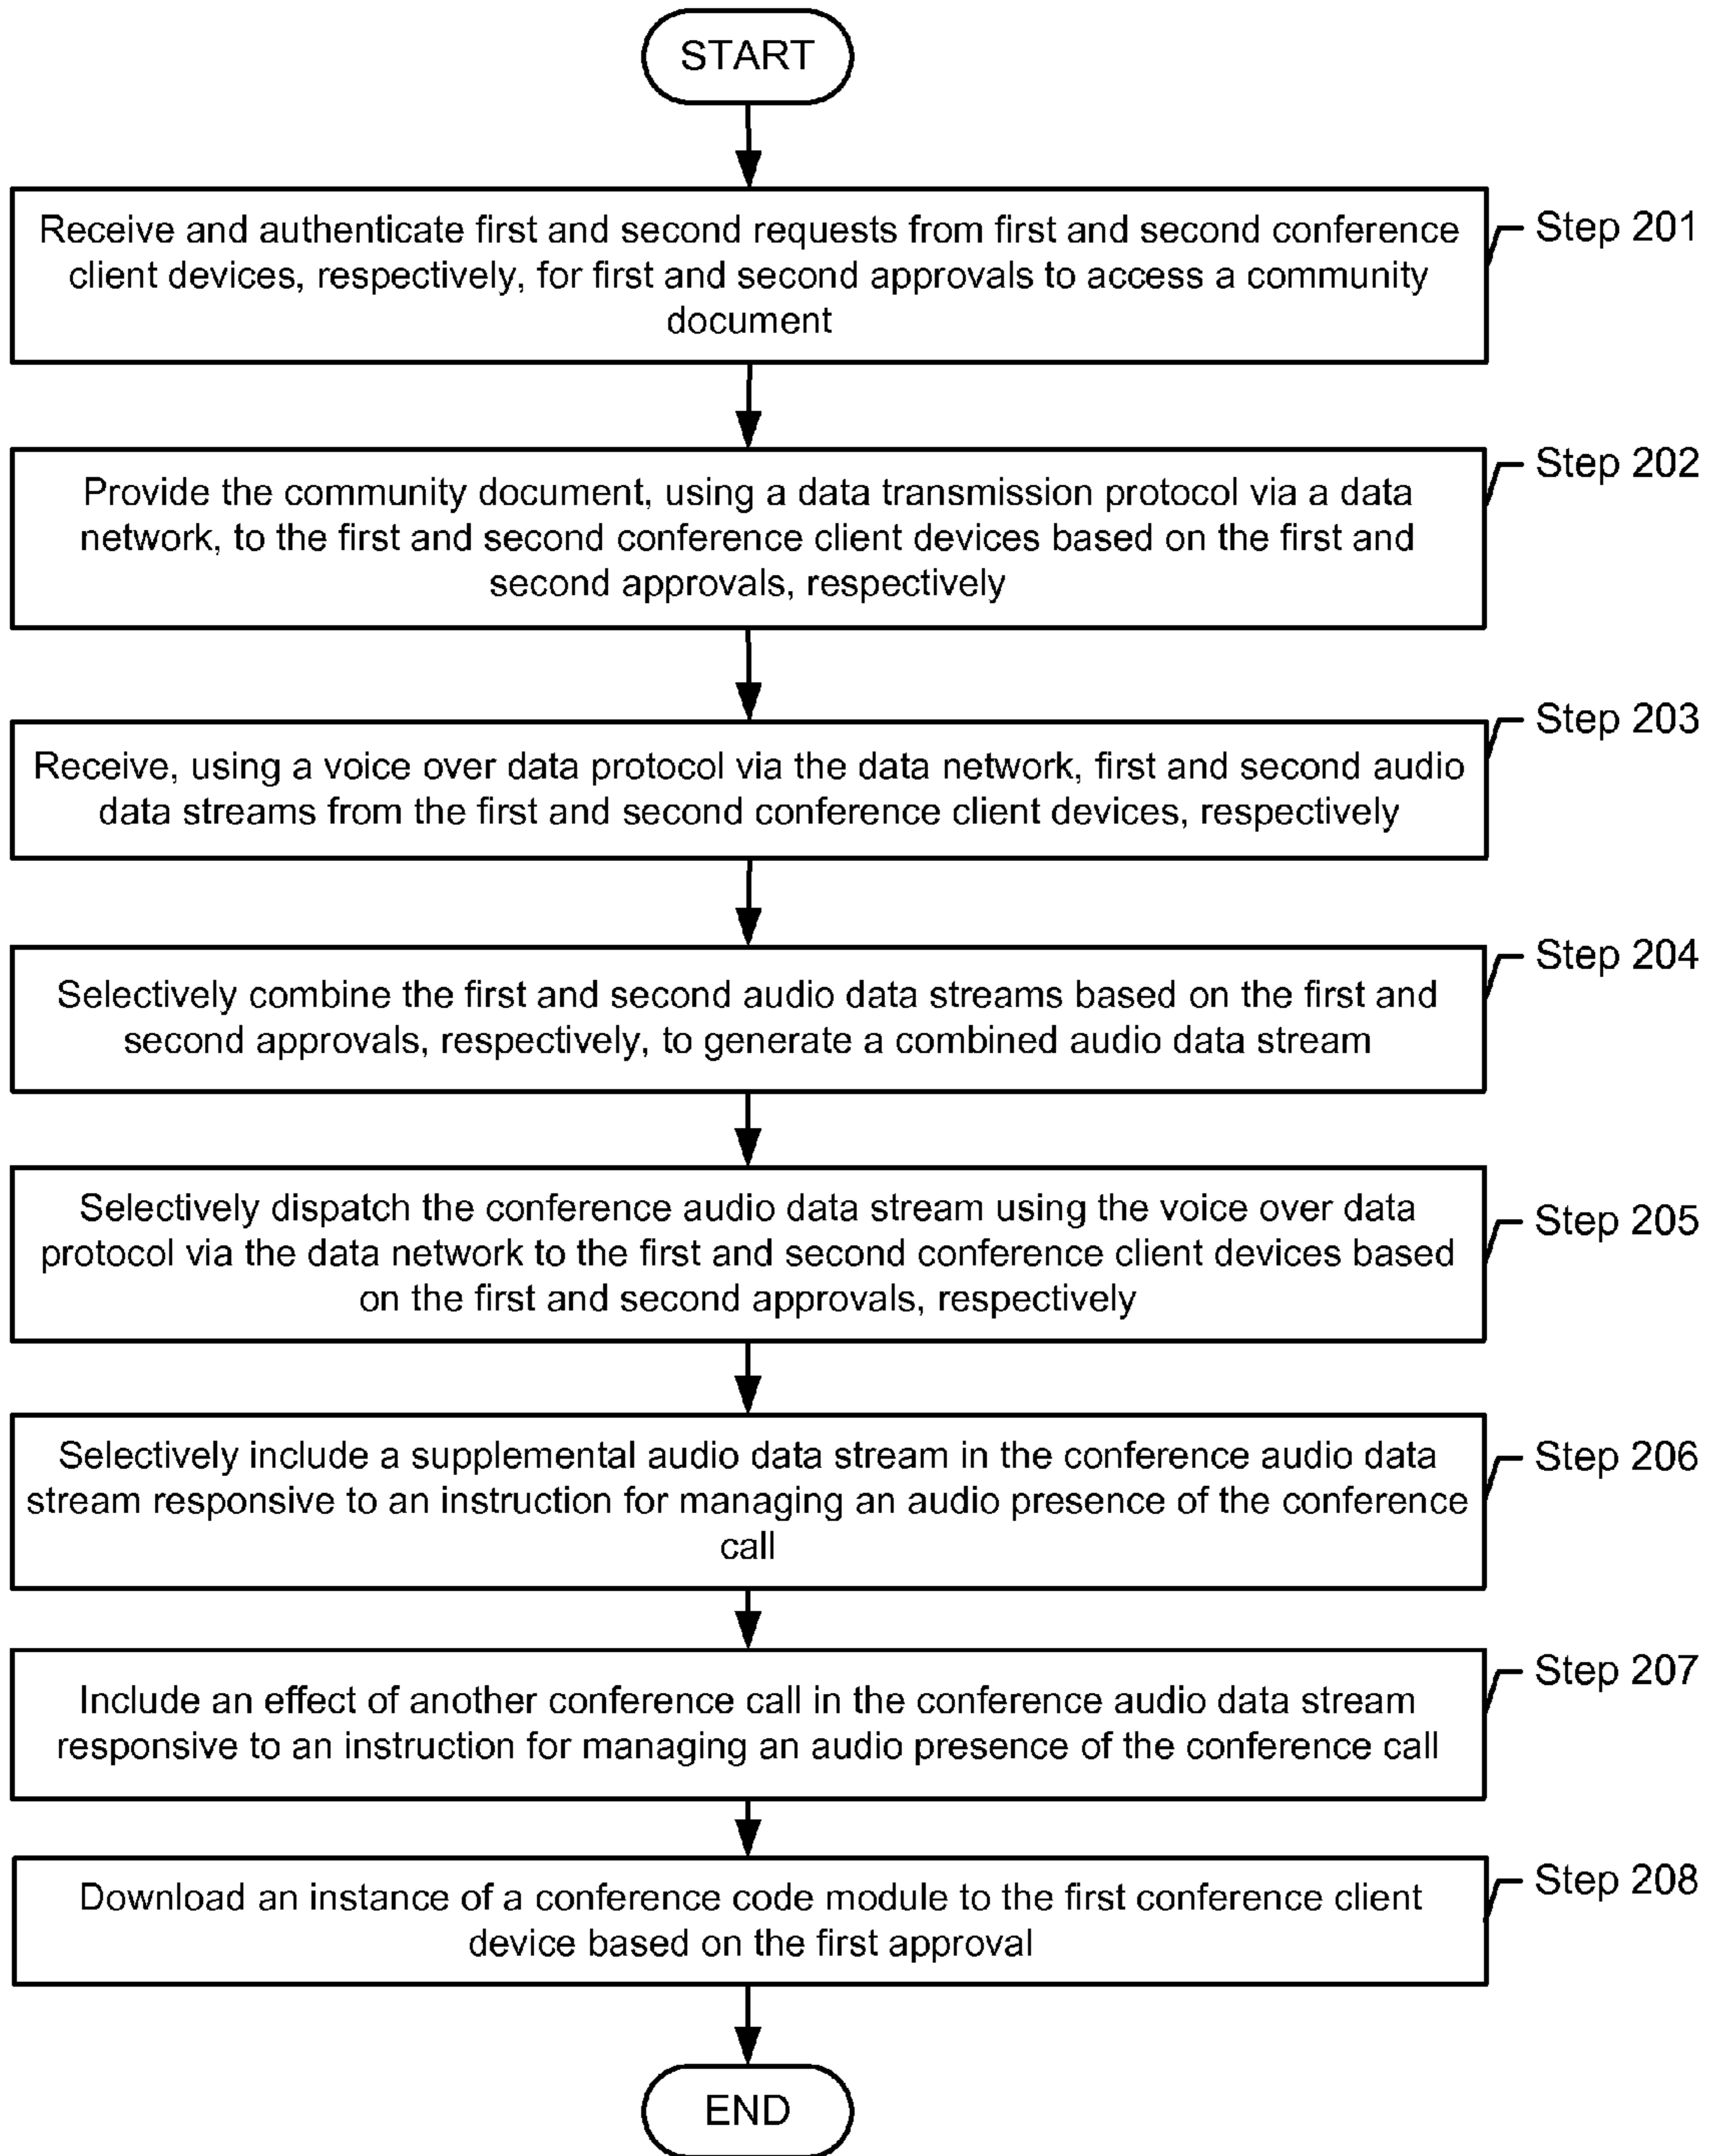 START
Receive and authenticate first and second requests from first and second conference
client devices, respectively, for first and second approvals to access a community
document
Step 201
Provide the community document, using a data transmission protocol via a data
network, to the first and second conference client devices based on the first and
second approvals, respectively
Step 202
Receive, using a voice over data protocol via the data network, first and second audio
data streams from the first and second conference client devices, respectively
Step 203
Selectively combine the first and second audio data streams based on the first and
second approvals, respectively, to generate a combined audio data stream
Step 204
Selectively dispatch the conference audio data stream using the voice over data
protocol via the data network to the first and second conference client devices based
on the first and second approvals, respectively
Step 205
Selectively include a supplemental audio data stream in the conference audio data
stream responsive to an instruction for managing an audio presence of the conference
call
Step 206
Include an effect of another conference call in the conference audio data stream
responsive to an instruction for managing an audio presence of the conference call
Step 207
Download an instance of a conference code module to the first conference client
device based on the first approval
Step 208
END